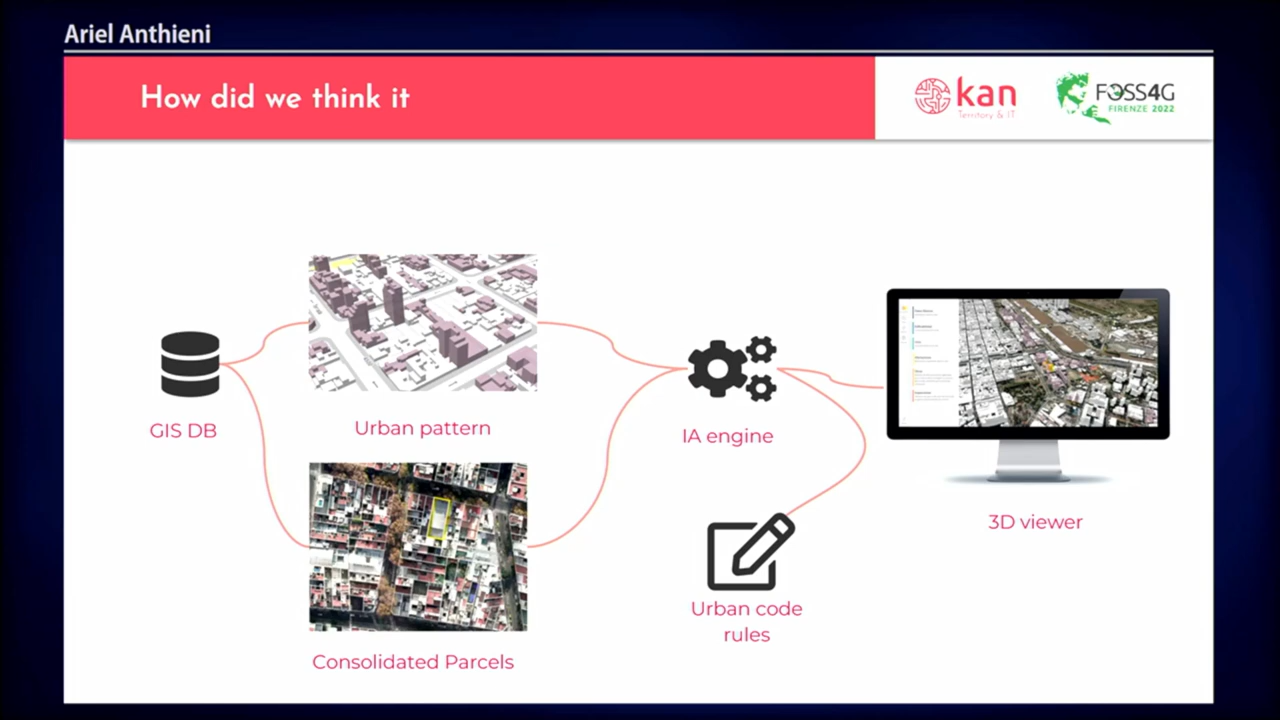 Ariel Anthieni
How did we think it
kan
Territory & IT
FOSS4G
FIRENZE 2022
GIS DB
Urban pattern
Consolidated Parcels
IA engine
Urban code
rules
3D viewer